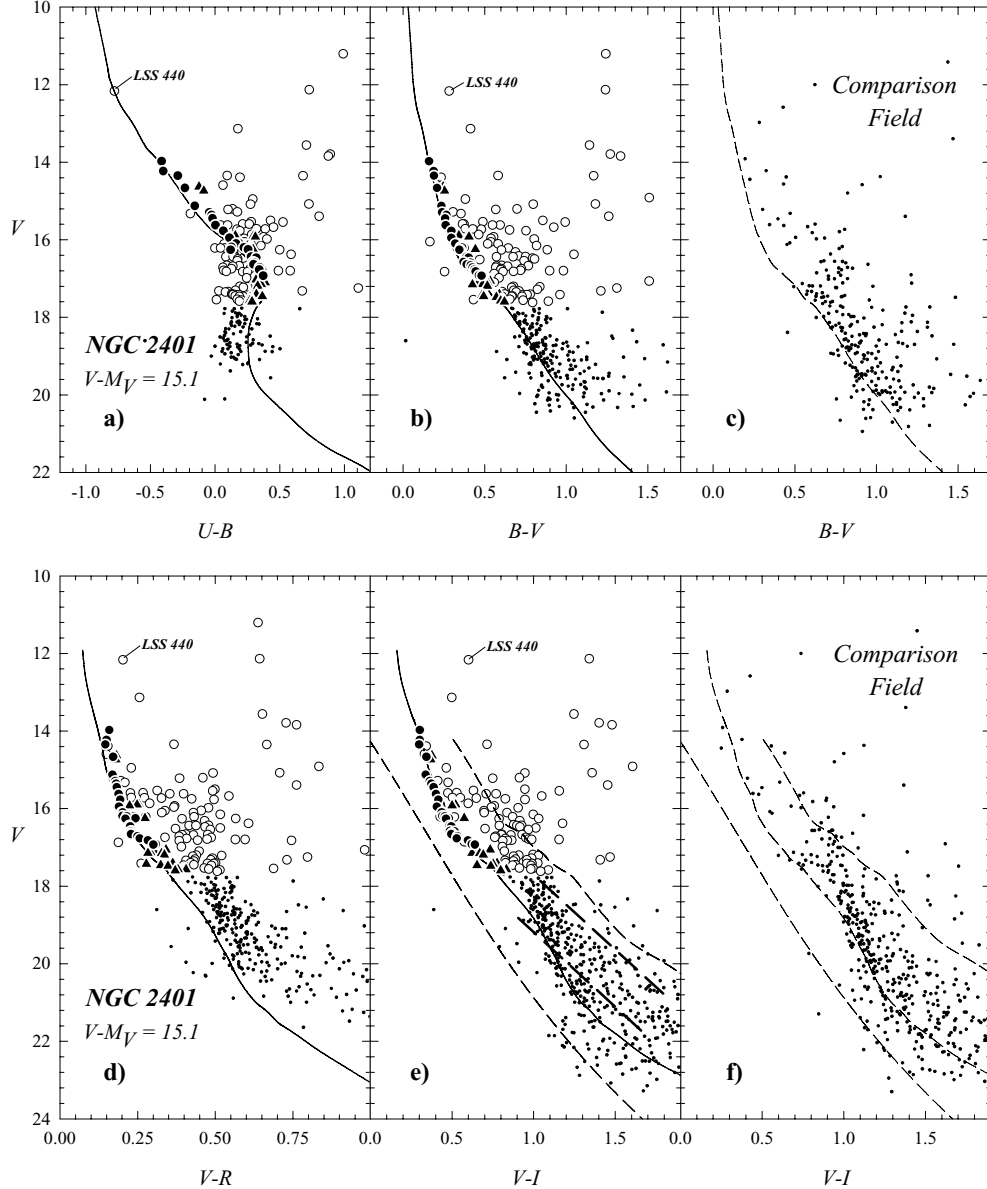 10
12
14
16
18
20
22
V
LSS 440
NGC 2401
V-M_V = 15.1
a)
-1.0 -0.5 0.0 0.5 1.0
U-B
LSS 440
b)
0.0 0.5 1.0 1.5
B-V
Comparison
Field
c)
0.0 0.5 1.0 1.5
B-V
10
12
14
16
18
20
22
24
V
LSS 440
NGC 2401
V-M_V = 15.1
d)
0.00 0.25 0.50 0.75
V-R
LSS 440
e)
0.0 0.5 1.0 1.5
V-I
Comparison
Field
f)
0.0 0.5 1.0 1.5
V-I